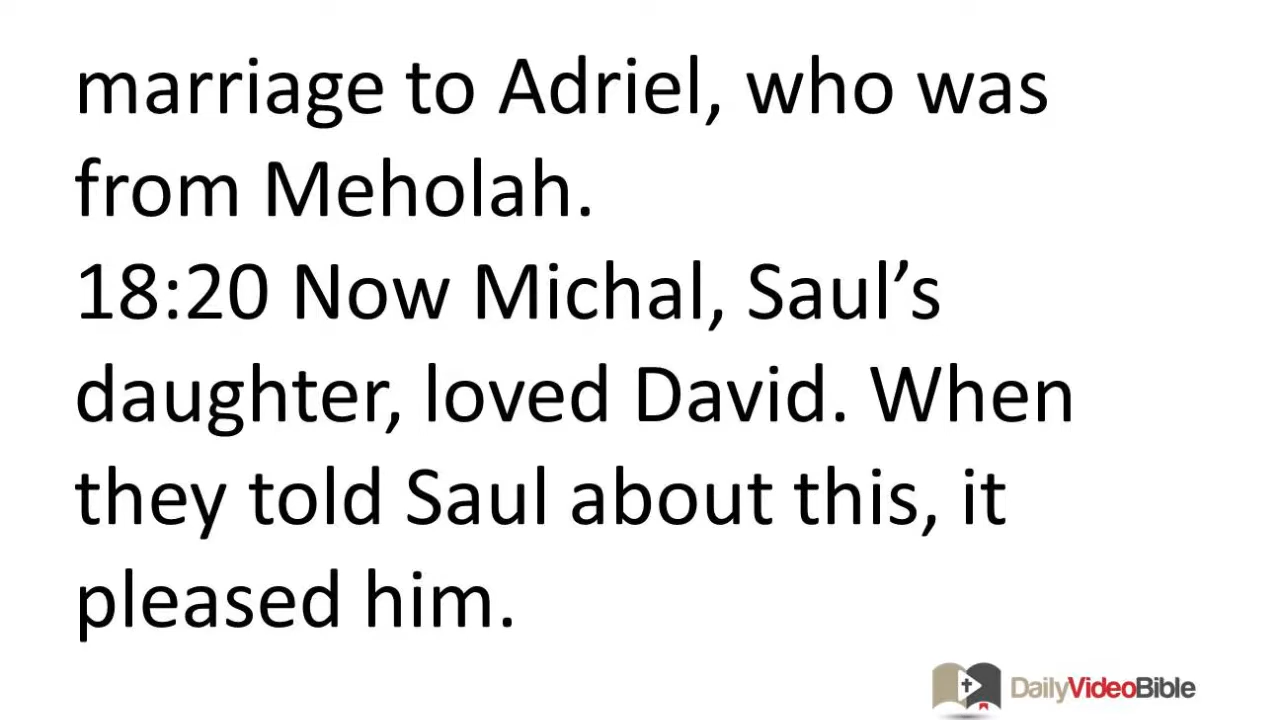 marriage to Adriel, who was
from Meholah.
18:20 Now Michal, Saul’s
daughter, loved David. When
they told Saul about this, it
pleased him.
DailyVideoBible